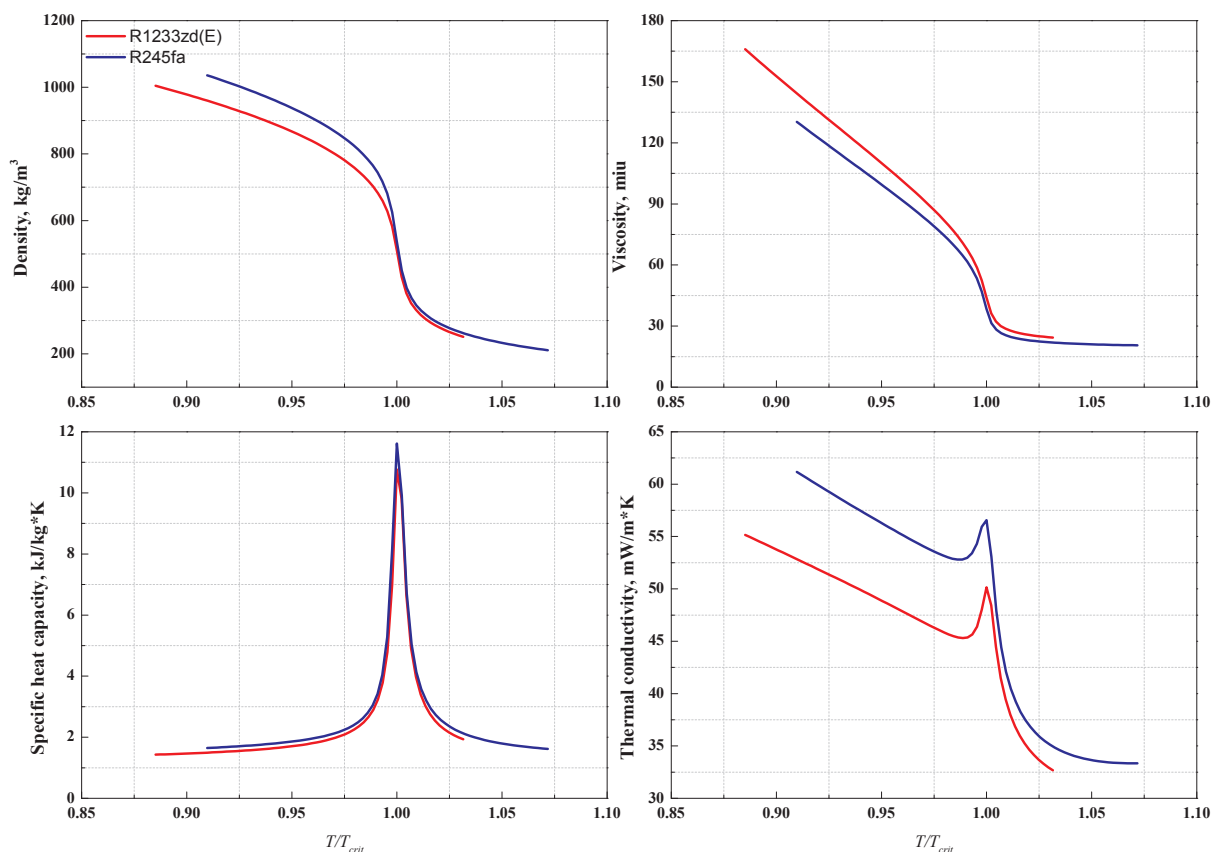 1200
1000
800
600
400
200
Density, kg/m³
R1233zd(E)
R245fa
0.85 0.90 0.95 1.00 1.05 1.10
180
150
120
90
60
30
0
Viscosity, miu
0.85 0.90 0.95 1.00 1.05 1.10
12
10
8
6
4
2
0
Specific heat capacity, kJ/kg*K
0.85 0.90 0.95 1.00 1.05 1.10
T/Tcrit
65
60
55
50
45
40
35
30
Thermal conductivity, mW/m*K
0.85 0.90 0.95 1.00 1.05 1.10
T/Tcrit